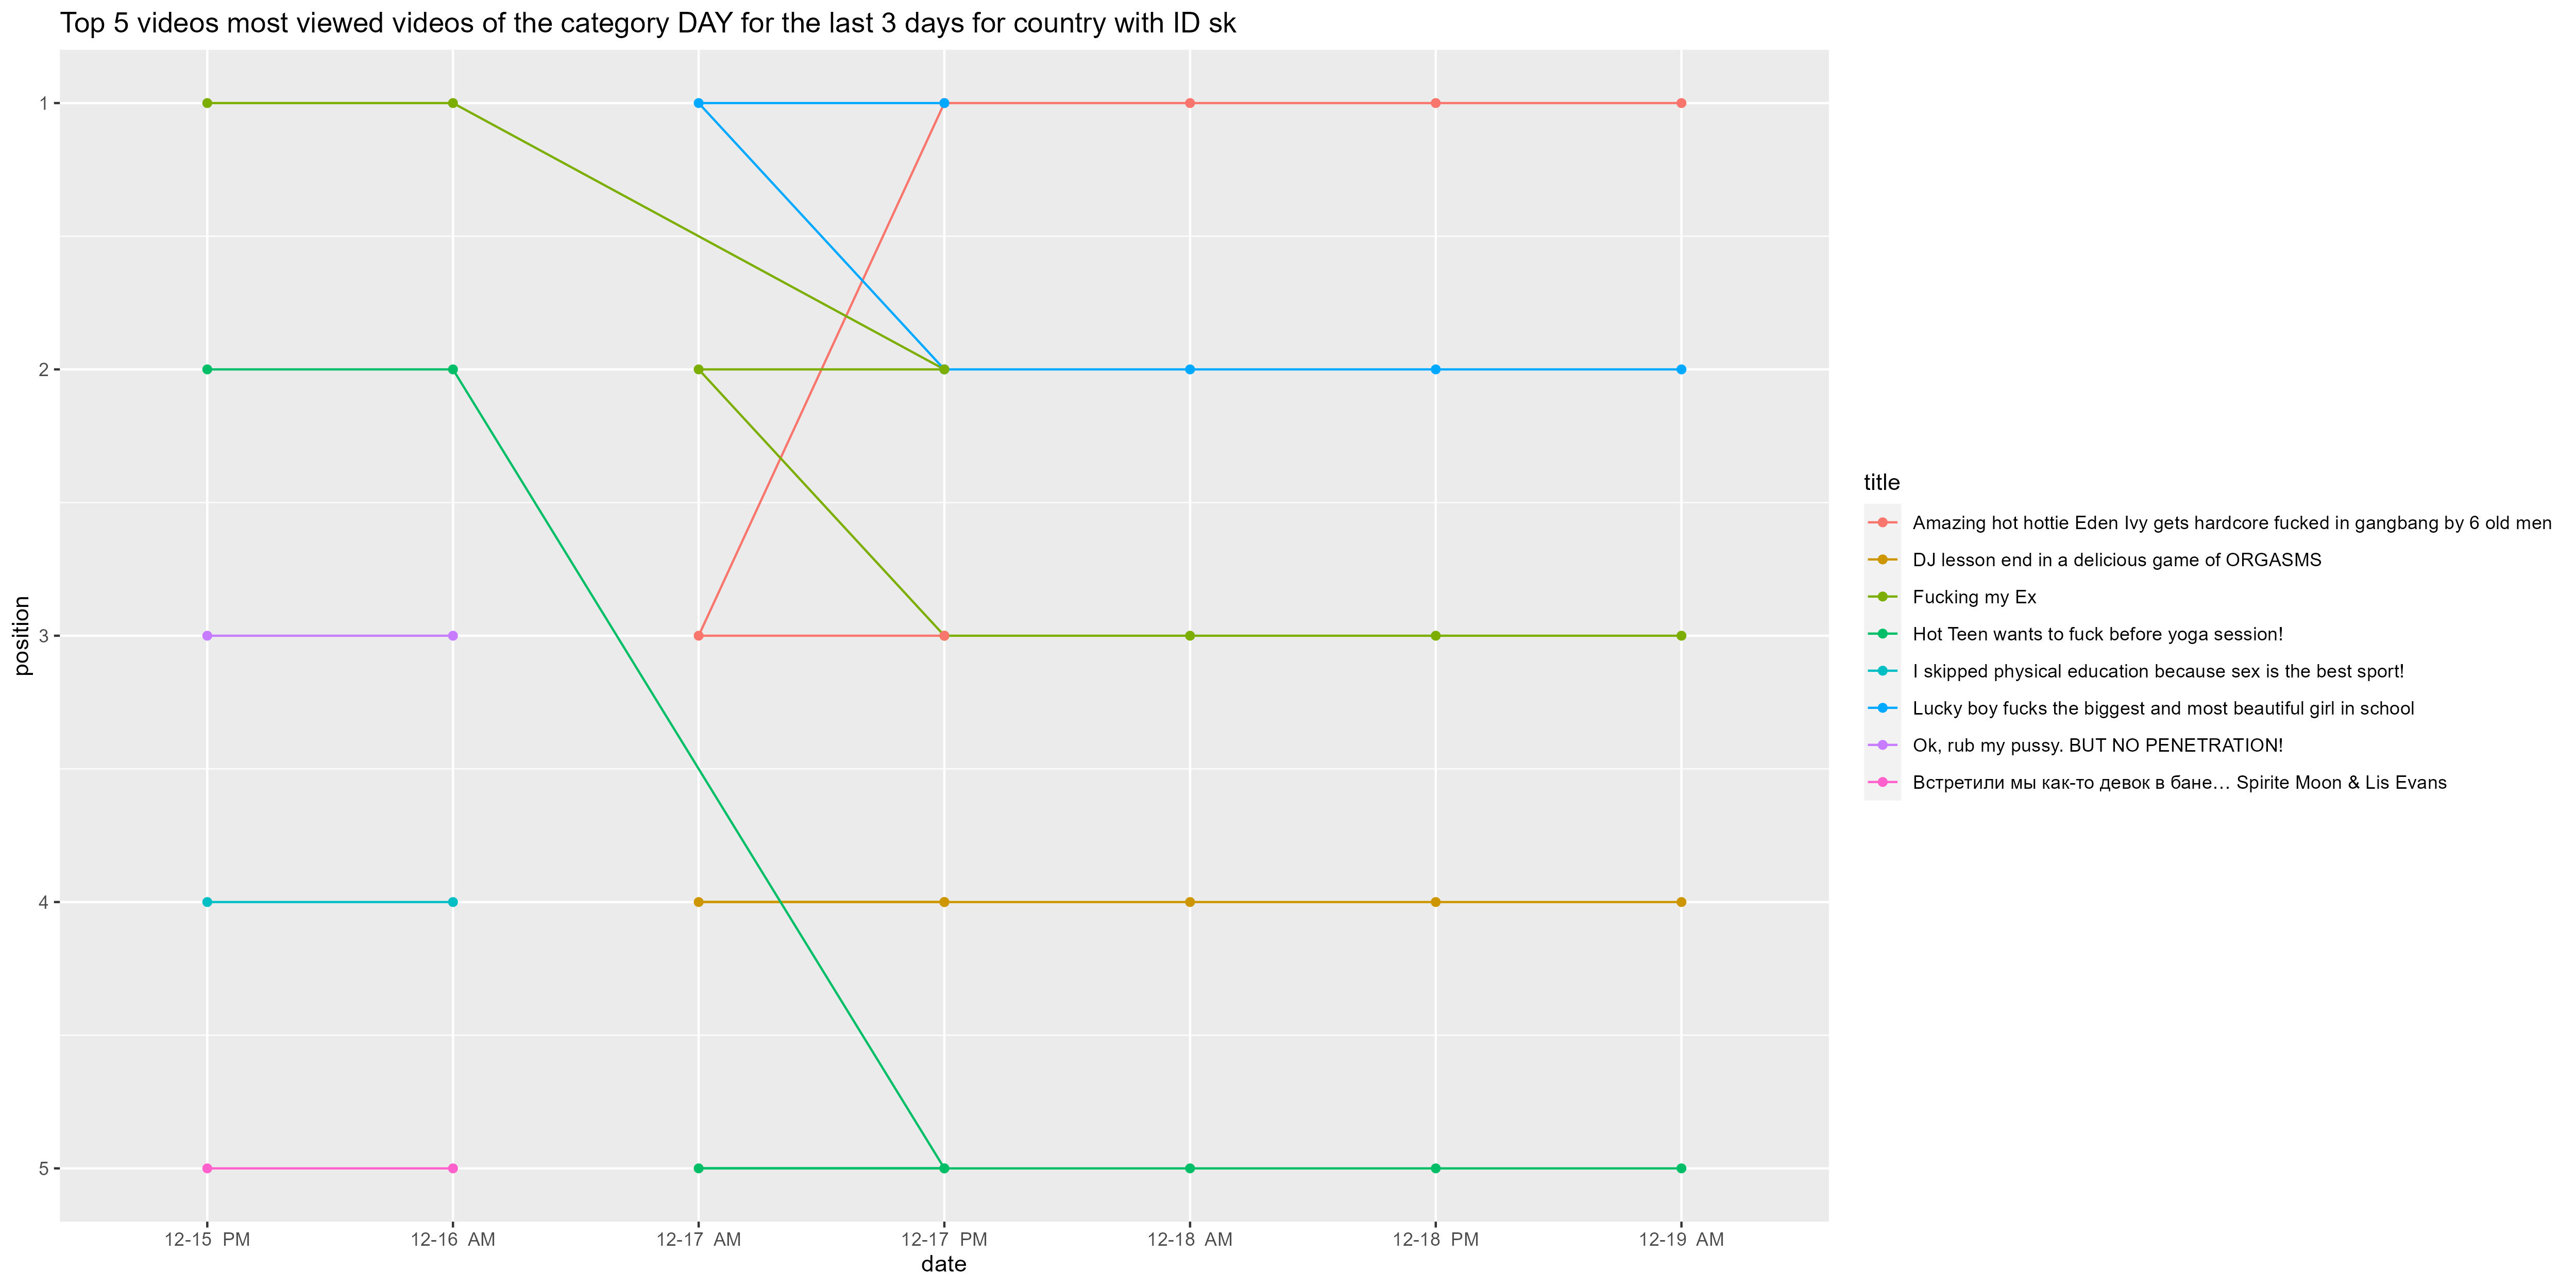 Top 5 videos most viewed videos of the category DAY for the last 3 days for country with ID sk
position
1
2
3
4
5
12-15 PM
12-16 AM
12-17 AM
12-17 PM
12-18 AM
12-18 PM
12-19 AM
date
title
Amazing hot hottie Eden Ivy gets hardcore fucked in gangbang by 6 old men
DJ lesson end in a delicious game of ORGASMS
Fucking my Ex
Hot Teen wants to fuck before yoga session!
I skipped physical education because sex is the best sport!
Lucky boy fucks the biggest and most beautiful girl in school
Ok, rub my pussy. BUT NO PENETRATION!
Встретили мы как-то девок в бане… Spirite Moon & Lis Evans